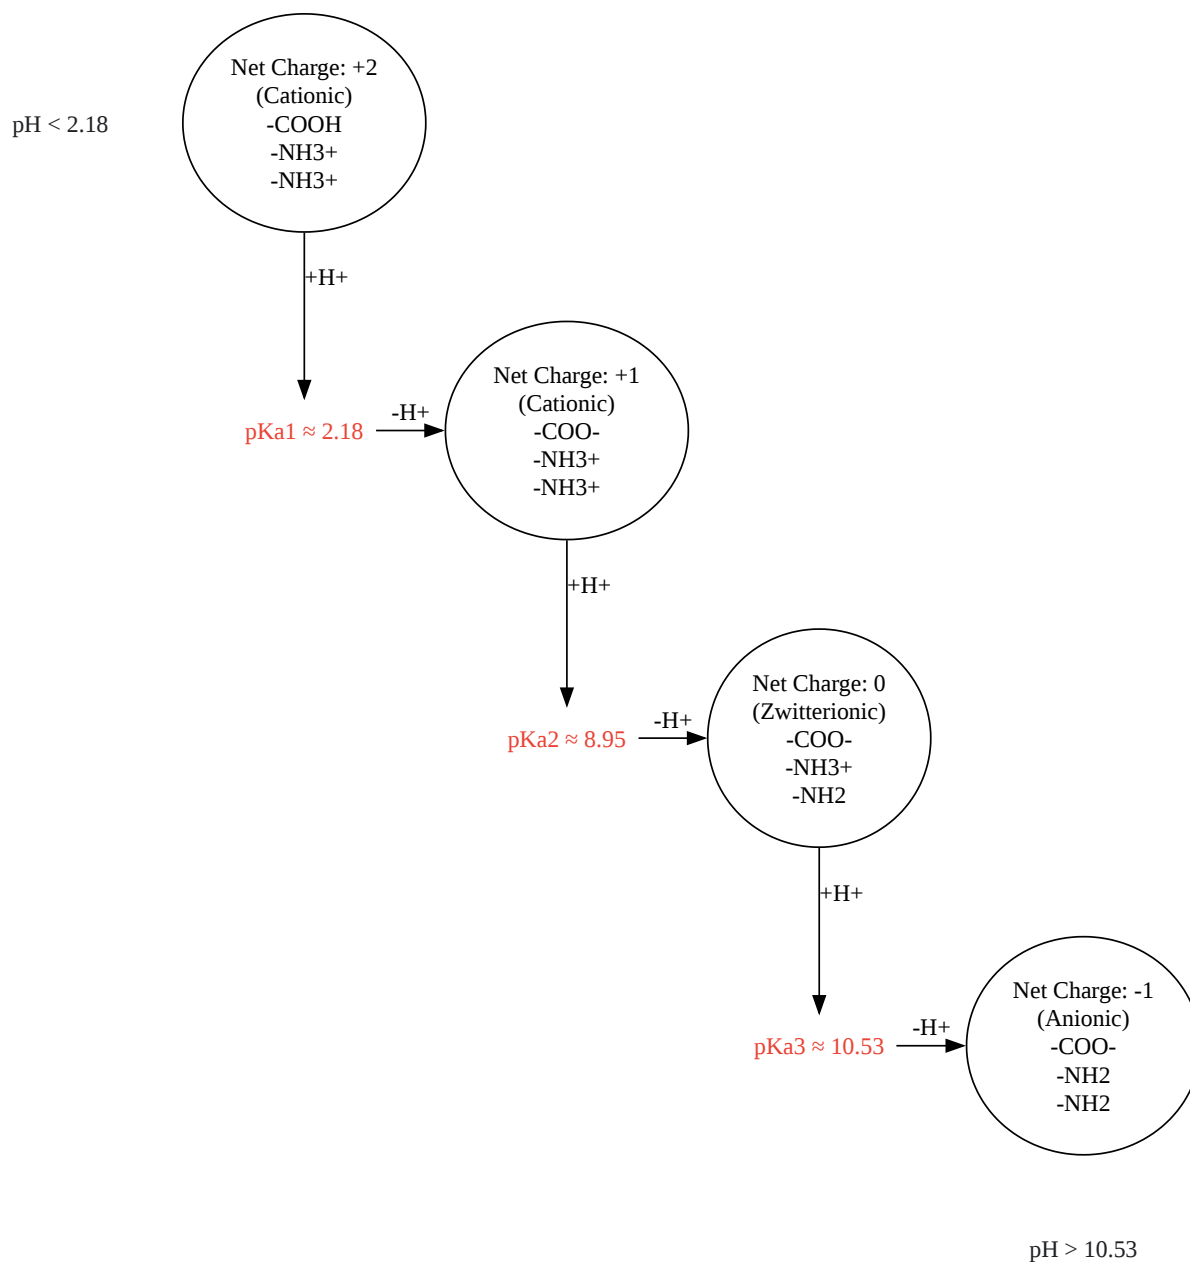 Net Charge: +2
(Cationic)
pH < 2.18
-COOH
-NH3+
-NH3+
+H+
Net Charge: +1
(Cationic)
-H+
pKa1 ≈ 2.18
-COO-
-NH3+
-NH3+
+H+
Net Charge: 0
(Zwitterionic)
-H+
pKa2 ≈ 8.95
-COO-
-NH3+
-NH2
+H+
Net Charge: -1
(Anionic)
-H+
pKa3 ≈ 10.53
-COO-
-NH2
-NH2
pH > 10.53